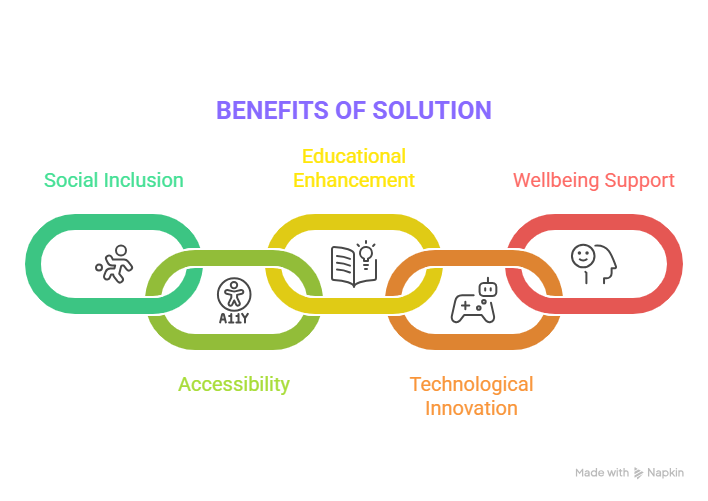 BENEFITS OF SOLUTION
Educational
Enhancement
Social Inclusion
Wellbeing Support
A11Y
Accessibility
Technological
Innovation
Made with Napkin